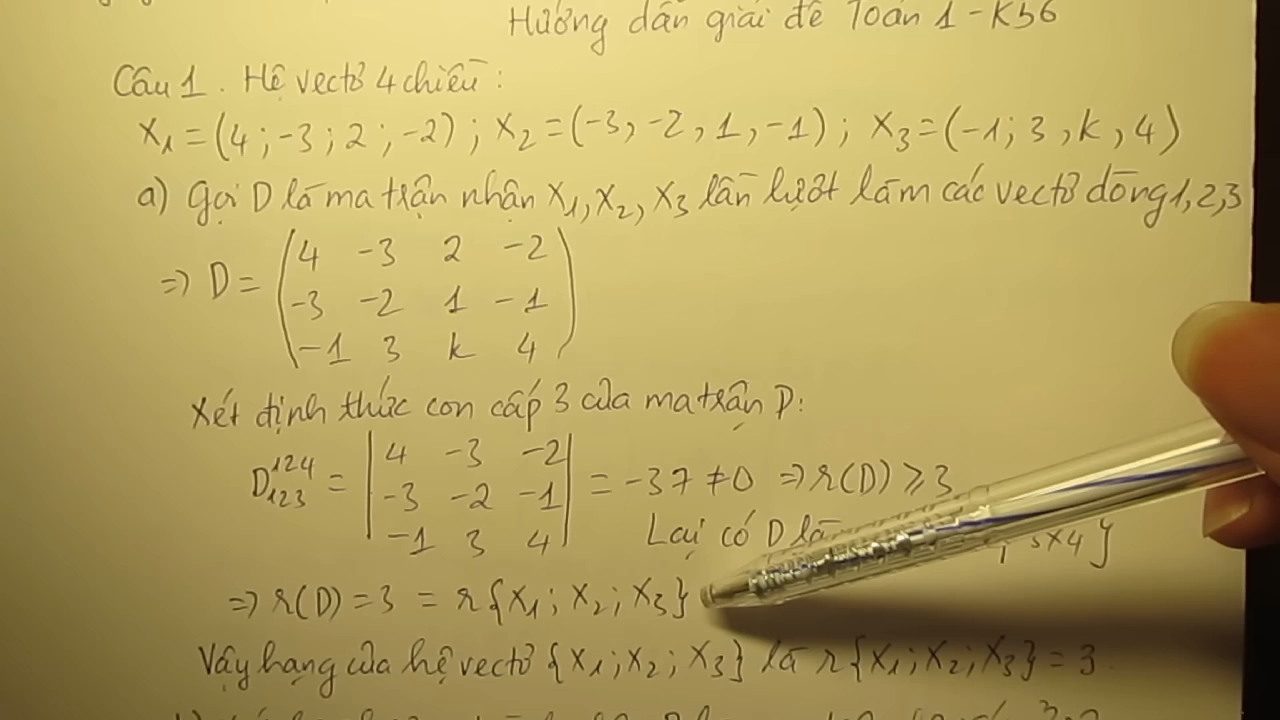 Hướng dẫn giải đề Toán 1 - K56
Câu 1. Hệ vectơ 4 chiều:
X₁ = (4; -3; 2; -2); X₂ = (-3, -2, 1, -1); X₃ = (-1; 3, k, 4)
a) Gọi D là ma trận nhận X₁, X₂, X₃ lần lượt làm các vectơ dòng 1, 2, 3
=> D = ( 4 -3 2 -2
-3 -2 1 -1
-1 3 k 4 )
Xét định thức con cấp 3 của ma trận D:
D₁₂₃¹²⁴ = | 4 -3 -2
-3 -2 -1
-1 3 4 | = -37 ≠ 0 => r(D) ≥ 3
Lại có D là 3x4
=> r(D) = 3 = r{X₁; X₂; X₃}
Vậy hạng của hệ vectơ {X₁; X₂; X₃} là r{X₁; X₂; X₃} = 3